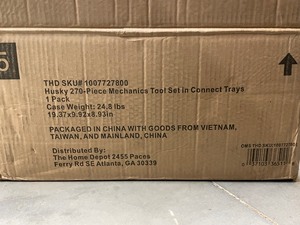 THD SKU# 1007727800
Husky 270-Piece Mechanics Tool Set in Connect Trays
1 Pack
Case Weight: 24.8 lbs
19.37x9.92x8.93in
PACKAGED IN CHINA WITH GOODS FROM VIETNAM,
TAIWAN, AND MAINLAND, CHINA
Distributed By:
The Home Depot 2455 Paces
Ferry Rd SE Atlanta, GA 30339